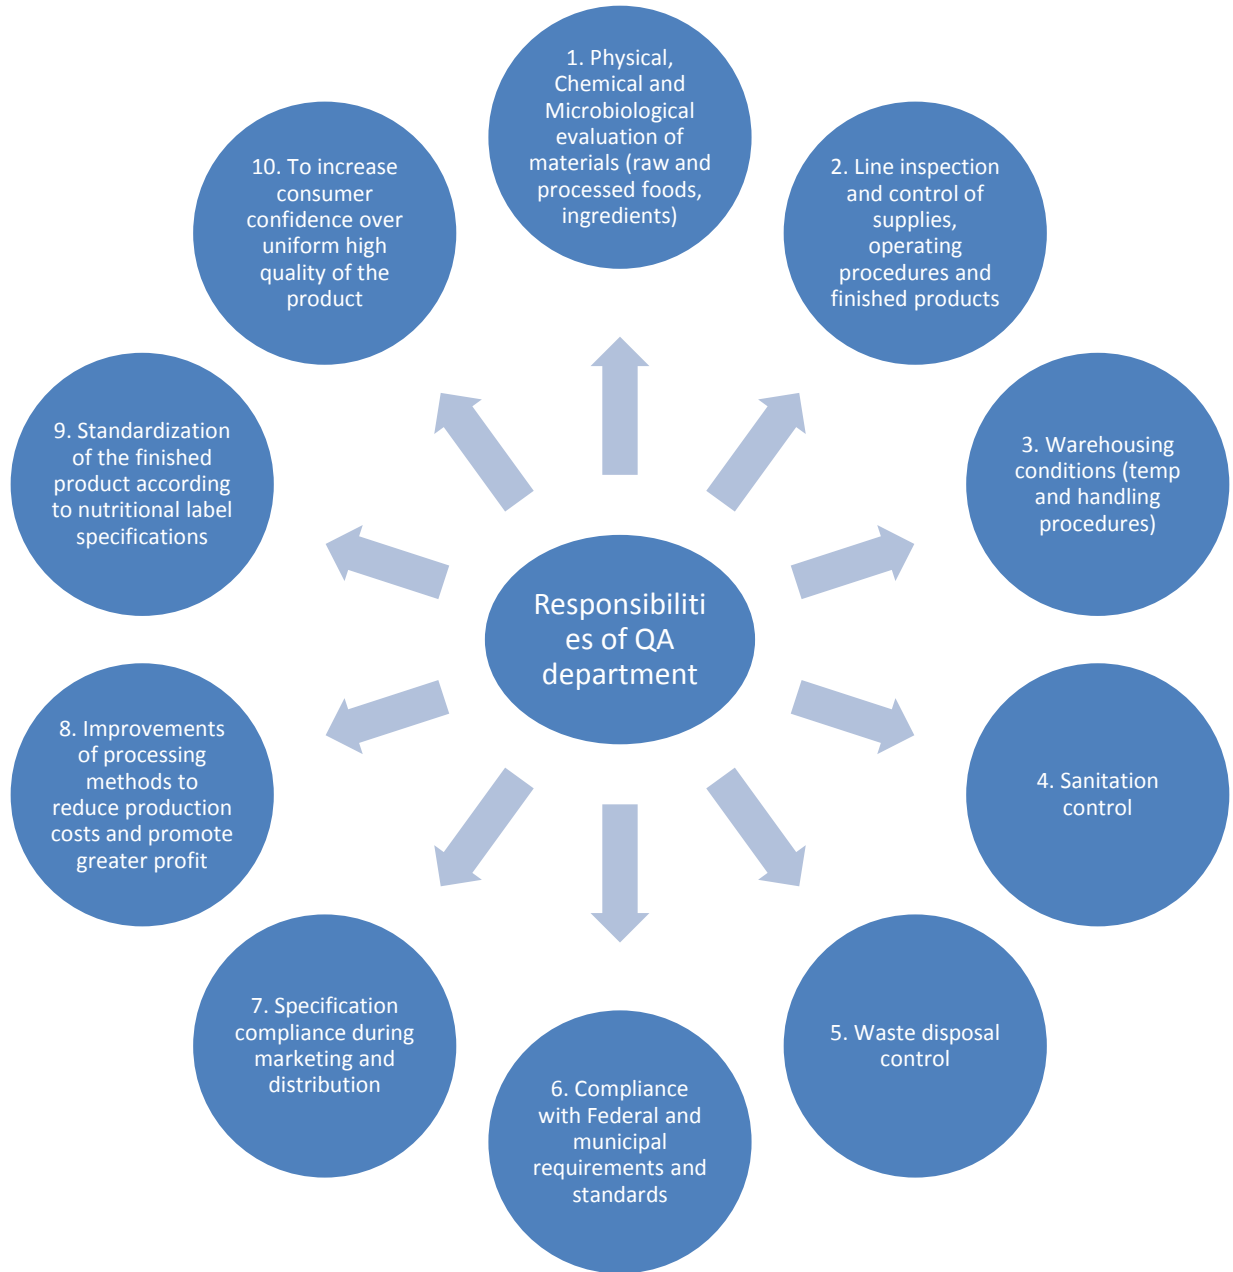 1. Physical,
Chemical and
Microbiological
evaluation of
materials (raw and
processed foods,
ingredients)
2. Line inspection
and control of
supplies,
operating
procedures and
finished products
3. Warehousing
conditions (temp
and handling
procedures)
4. Sanitation
control
5. Waste disposal
control
6. Compliance
with Federal and
municipal
requirements and
standards
7. Specification
compliance during
marketing and
distribution
8. Improvements
of processing
methods to
reduce production
costs and promote
greater profit
9. Standardization
of the finished
product according
to nutritional label
specifications
10. To increase
consumer
confidence over
uniform high
quality of the
product
Responsibiliti
es of QA
department